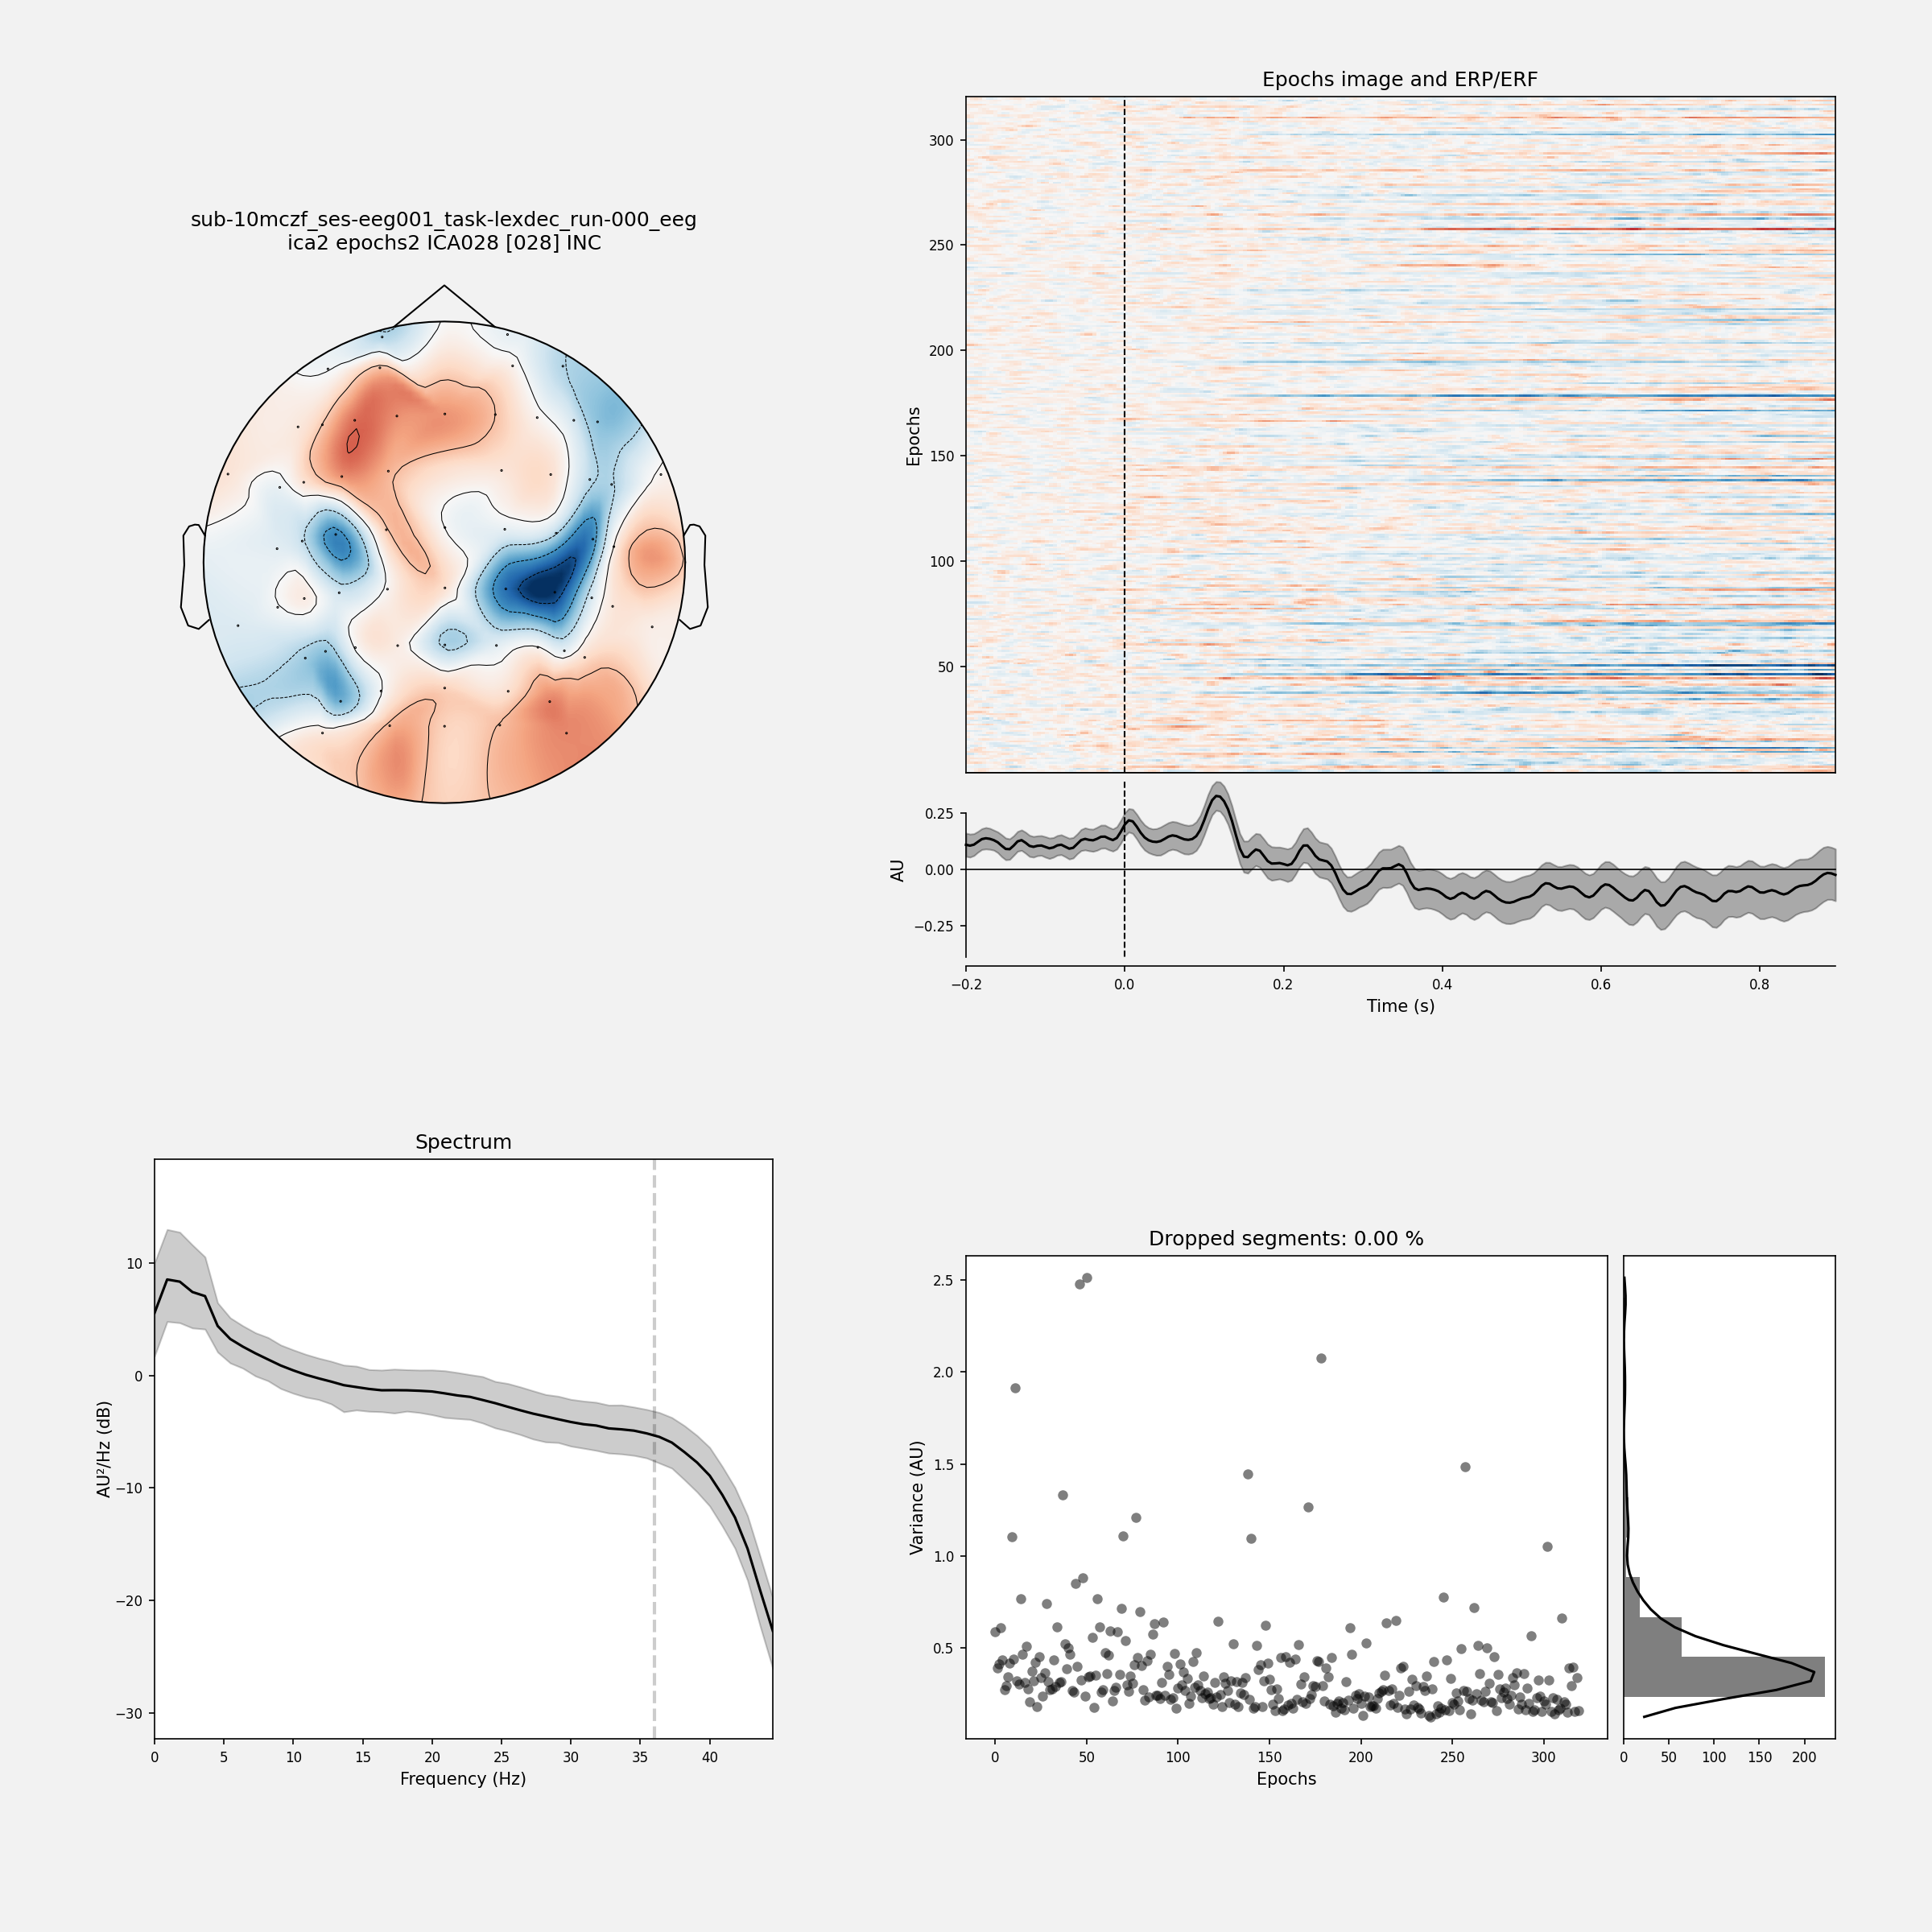 sub-10mczf_ses-eeg001_task-lexdec_run-000_eeg
ica2 epochs2 ICA028 [028] INC
Epochs image and ERP/ERF
300
250
200
150
100
50
Epochs
0.25
0.00
−0.25
AU
−0.2 0.0 0.2 0.4 0.6 0.8
Time (s)
Spectrum
10
0
−10
−20
−30
AU²/Hz (dB)
0 5 10 15 20 25 30 35 40
Frequency (Hz)
Dropped segments: 0.00 %
2.5
2.0
1.5
1.0
0.5
Variance (AU)
0 50 100 150 200 250 300
Epochs
0 50 100 150 200